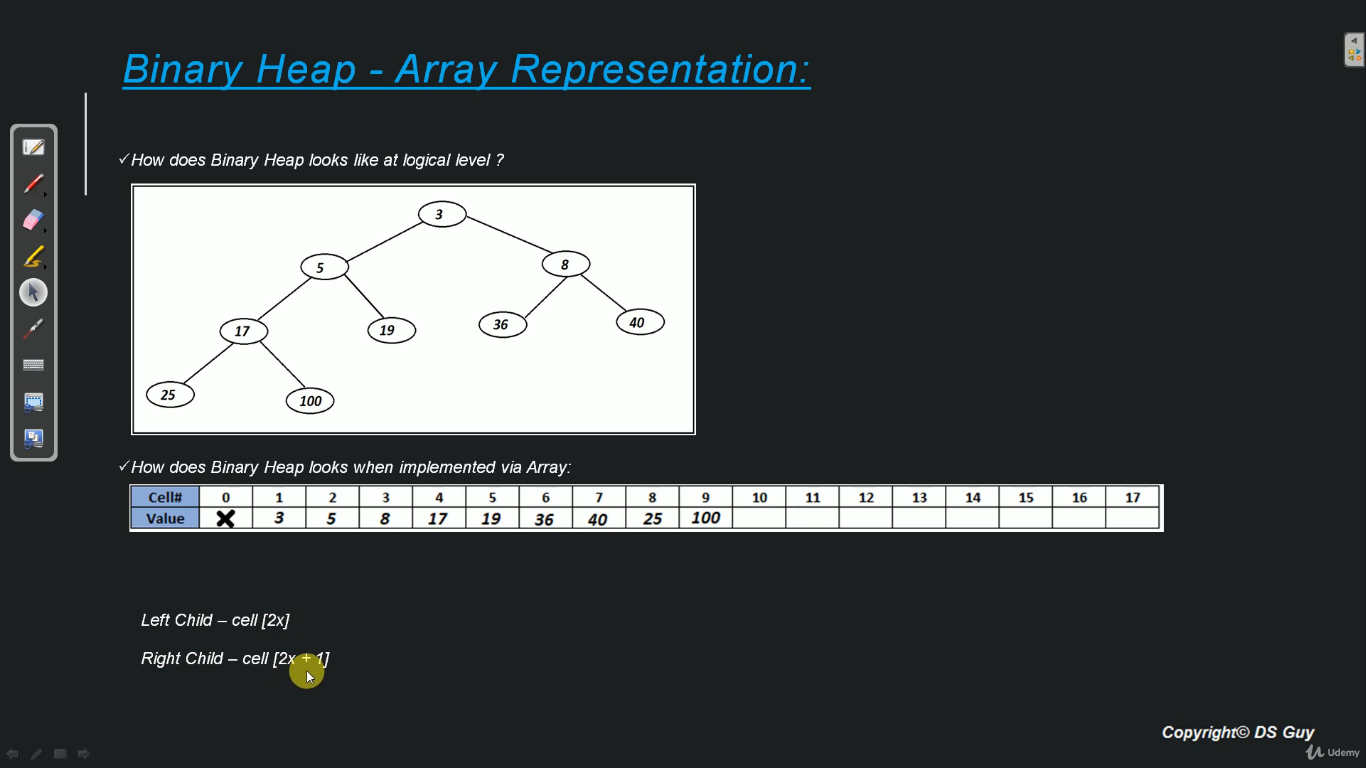 Binary Heap - Array Representation:
✓How does Binary Heap looks like at logical level ?
3
5 8
17 19 36 40
25 100
✓How does Binary Heap looks when implemented via Array:
Cell# 0 1 2 3 4 5 6 7 8 9 10 11 12 13 14 15 16 17
Value X 3 5 8 17 19 36 40 25 100
Left Child – cell [2x]
Right Child – cell [2x + 1]
Copyright© DS Guy
Udemy